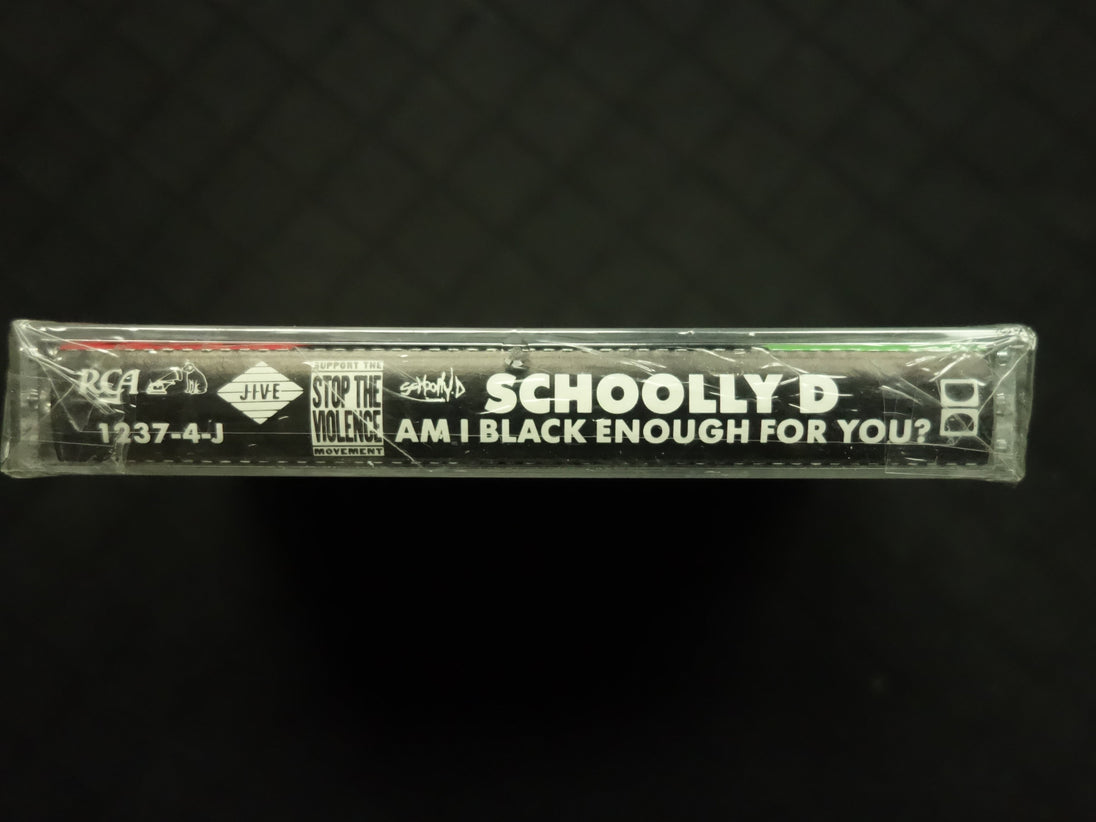 RCA
1237-4-J
JIVE
SUPPORT THE
STOP THE
VIOLENCE
MOVEMENT
Schoolly.D
SCHOOLLY D
AM I BLACK ENOUGH FOR YOU?